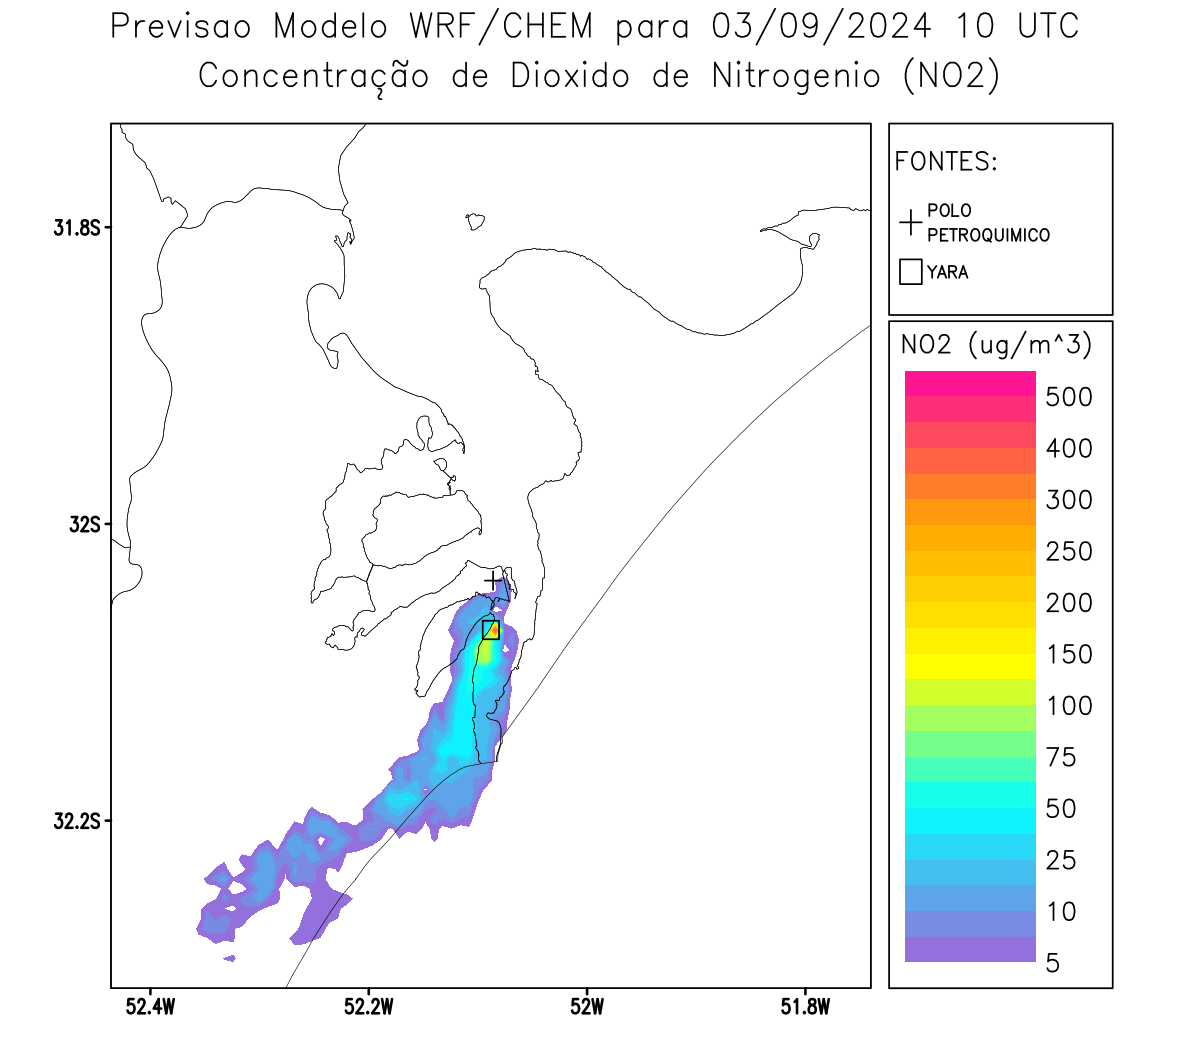 Previsao Modelo WRF/CHEM para 03/09/2024 10 UTC
Concentração de Dioxido de Nitrogenio (NO2)
FONTES:
POLO
PETROQUIMICO
YARA
NO2 (ug/m^3)
500
400
300
250
200
150
100
75
50
25
10
5
31.8S
32S
32.2S
52.4W
52.2W
52W
51.8W